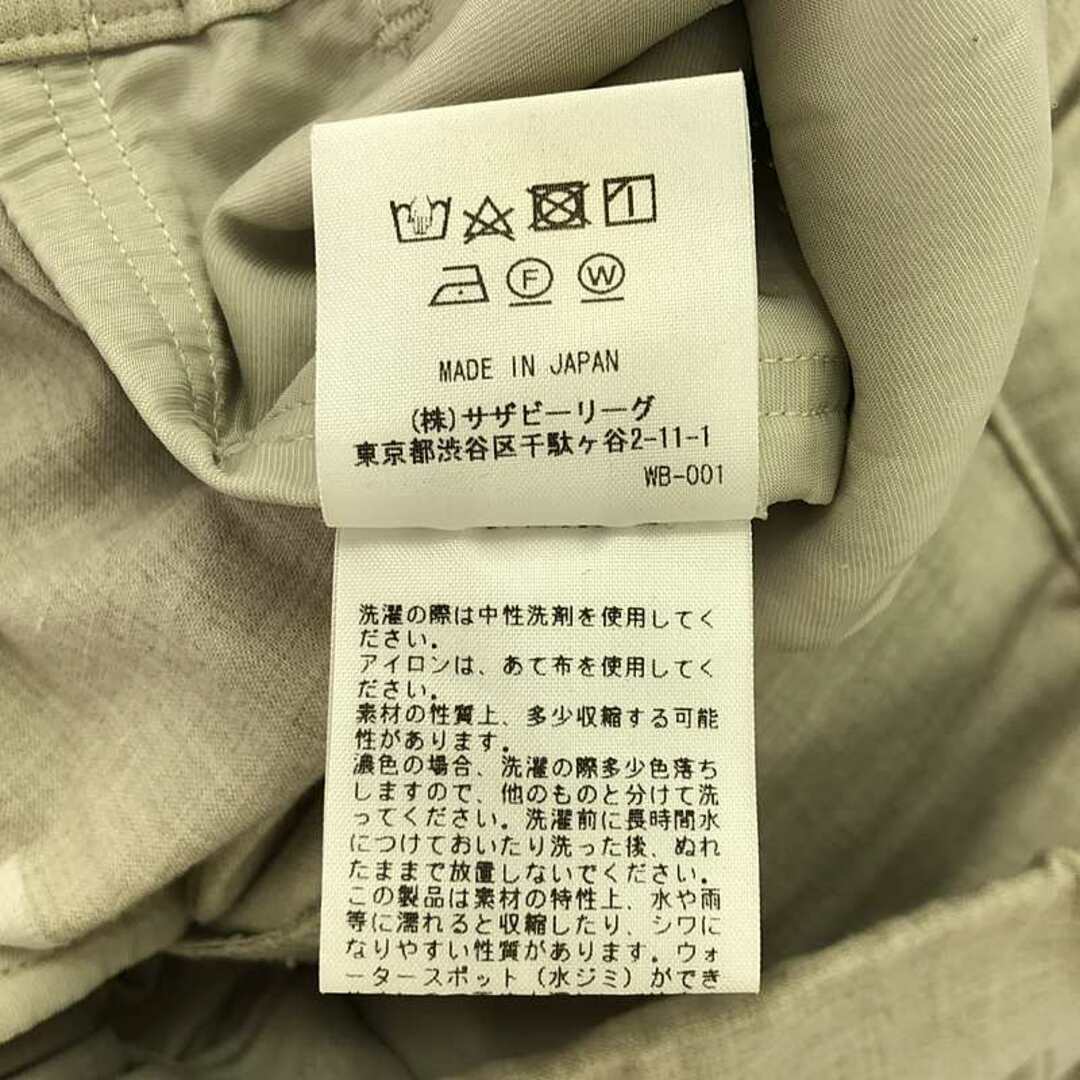 F W
MADE IN JAPAN
(株)サザビーリーグ
東京都渋谷区千駄ヶ谷2-11-1
WB-001
洗濯の際は中性洗剤を使用してく
ださい。
アイロンは、あて布を使用してく
ださい。
素材の性質上、多少収縮する可能
性があります。
濃色の場合、洗濯の際多少色落ち
しますので、他のものと分けて洗
ってください。洗濯前に長時間水
につけておいたり洗った後、ぬれ
たままで放置しないでください。
この製品は素材の特性上、水や雨
等に濡れると収縮したり、シワに
なりやすい性質があります。ウォ
ータースポット（水ジミ）ができ